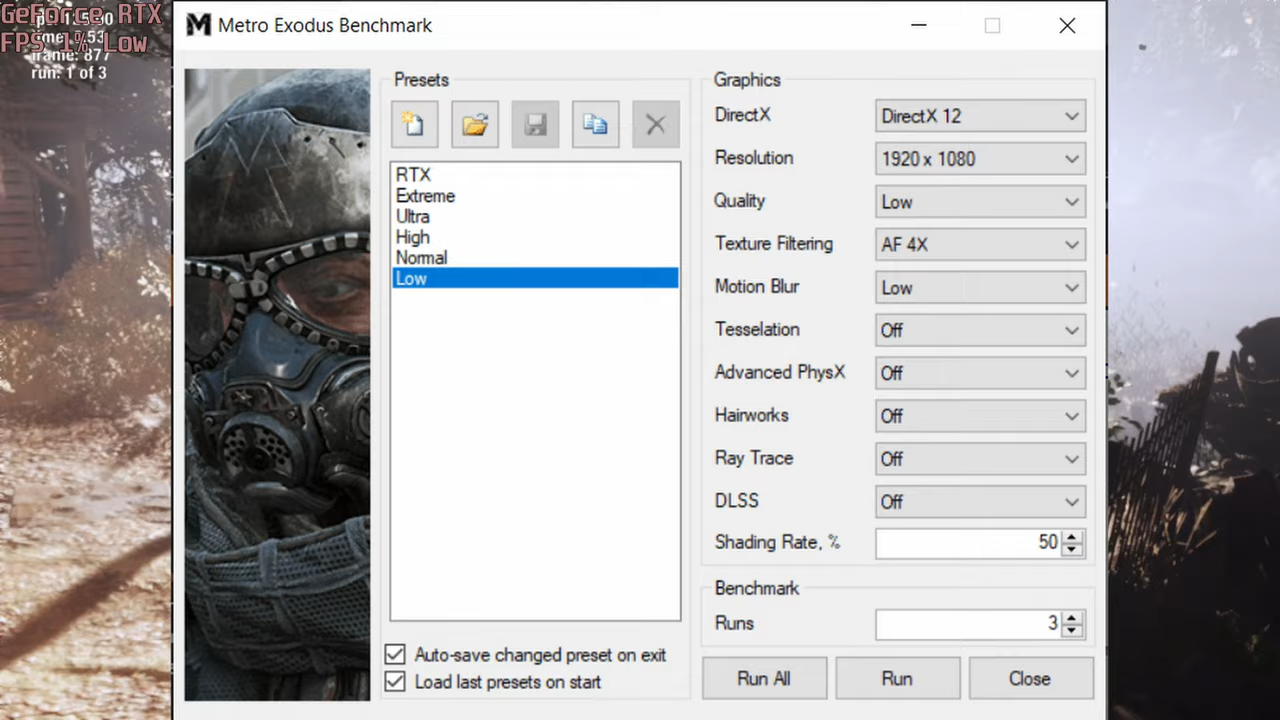 GeForce RTX
FPS 1% Low
frame: 877
run: 1 of 3
Metro Exodus Benchmark
Presets
RTX
Extreme
Ultra
High
Normal
Low
Auto-save changed preset on exit
Load last presets on start
Graphics
DirectX DirectX 12
Resolution 1920 x 1080
Quality Low
Texture Filtering AF 4X
Motion Blur Low
Tesselation Off
Advanced PhysX Off
Hairworks Off
Ray Trace Off
DLSS Off
Shading Rate, % 50
Benchmark
Runs 3
Run All Run Close